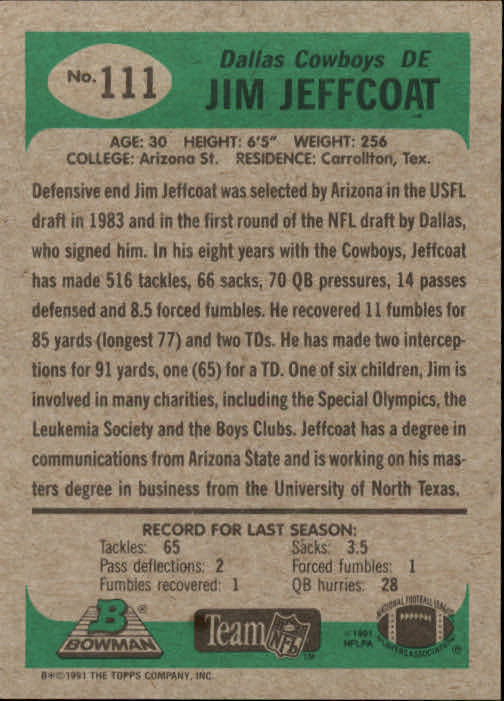 Dallas Cowboys DE
No. 111
JIM JEFFCOAT
AGE: 30 HEIGHT: 6'5" WEIGHT: 256
COLLEGE: Arizona St. RESIDENCE: Carrollton, Tex.
Defensive end Jim Jeffcoat was selected by Arizona in the USFL
draft in 1983 and in the first round of the NFL draft by Dallas,
who signed him. In his eight years with the Cowboys, Jeffcoat
has made 516 tackles, 66 sacks, 70 QB pressures, 14 passes
defensed and 8.5 forced fumbles. He recovered 11 fumbles for
85 yards (longest 77) and two TDs. He has made two intercep-
tions for 91 yards, one (65) for a TD. One of six children, Jim is
involved in many charities, including the Special Olympics, the
Leukemia Society and the Boys Clubs. Jeffcoat has a degree in
communications from Arizona State and is working on his mas-
ters degree in business from the University of North Texas.
RECORD FOR LAST SEASON:
Tackles: 65 Sacks: 3.5
Pass deflections: 2 Forced fumbles: 1
Fumbles recovered: 1 QB hurries: 28
B ®
BOWMAN
Team NFL ™
©1991
NFLPA
NATIONAL FOOTBALL LEAGUE
PLAYERS ASSOCIATION ®
B*©1991 THE TOPPS COMPANY, INC.